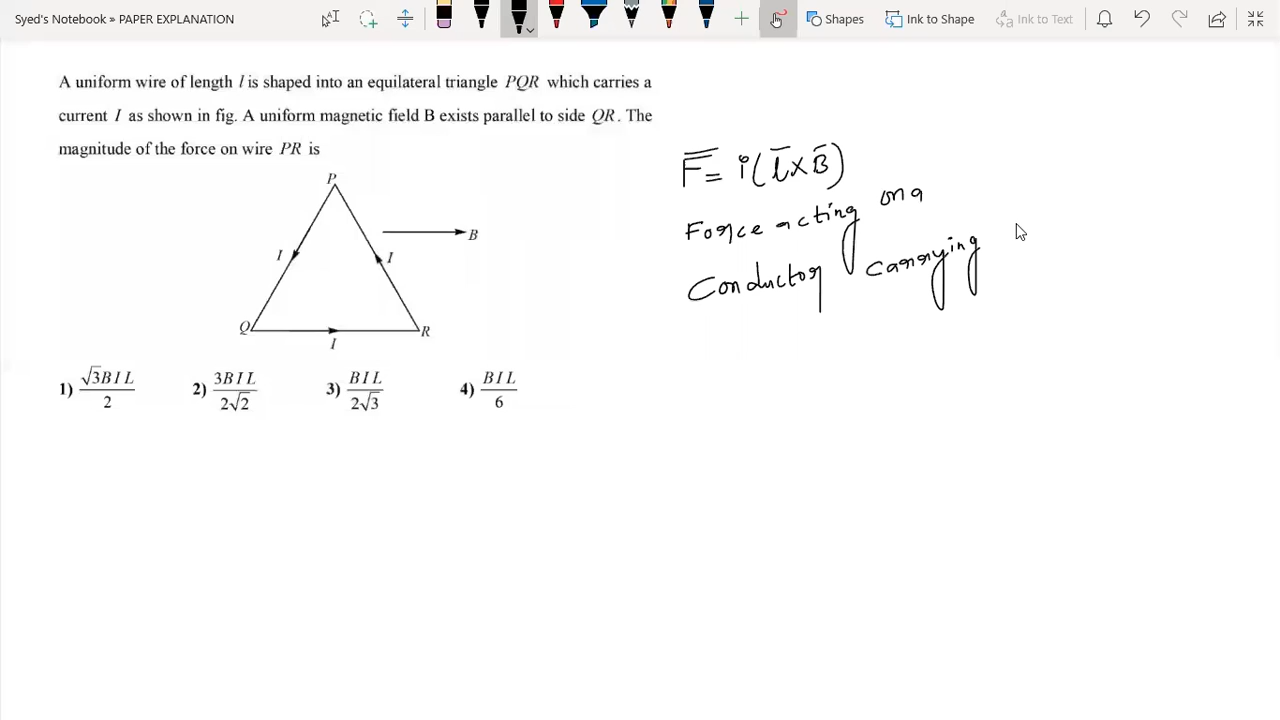 Syed's Notebook » PAPER EXPLANATION
Shapes
Ink to Shape
Ink to Text
A uniform wire of length l is shaped into an equilateral triangle PQR which carries a
current I as shown in fig. A uniform magnetic field B exists parallel to side QR. The
magnitude of the force on wire PR is
P
B
I
I
Q
R
I
1) √3BIL/2 2) 3BIL/2√2 3) BIL/2√3 4) BIL/6
F̅ = i(l̅×B̅)
Force acting on a
Conductor carrying